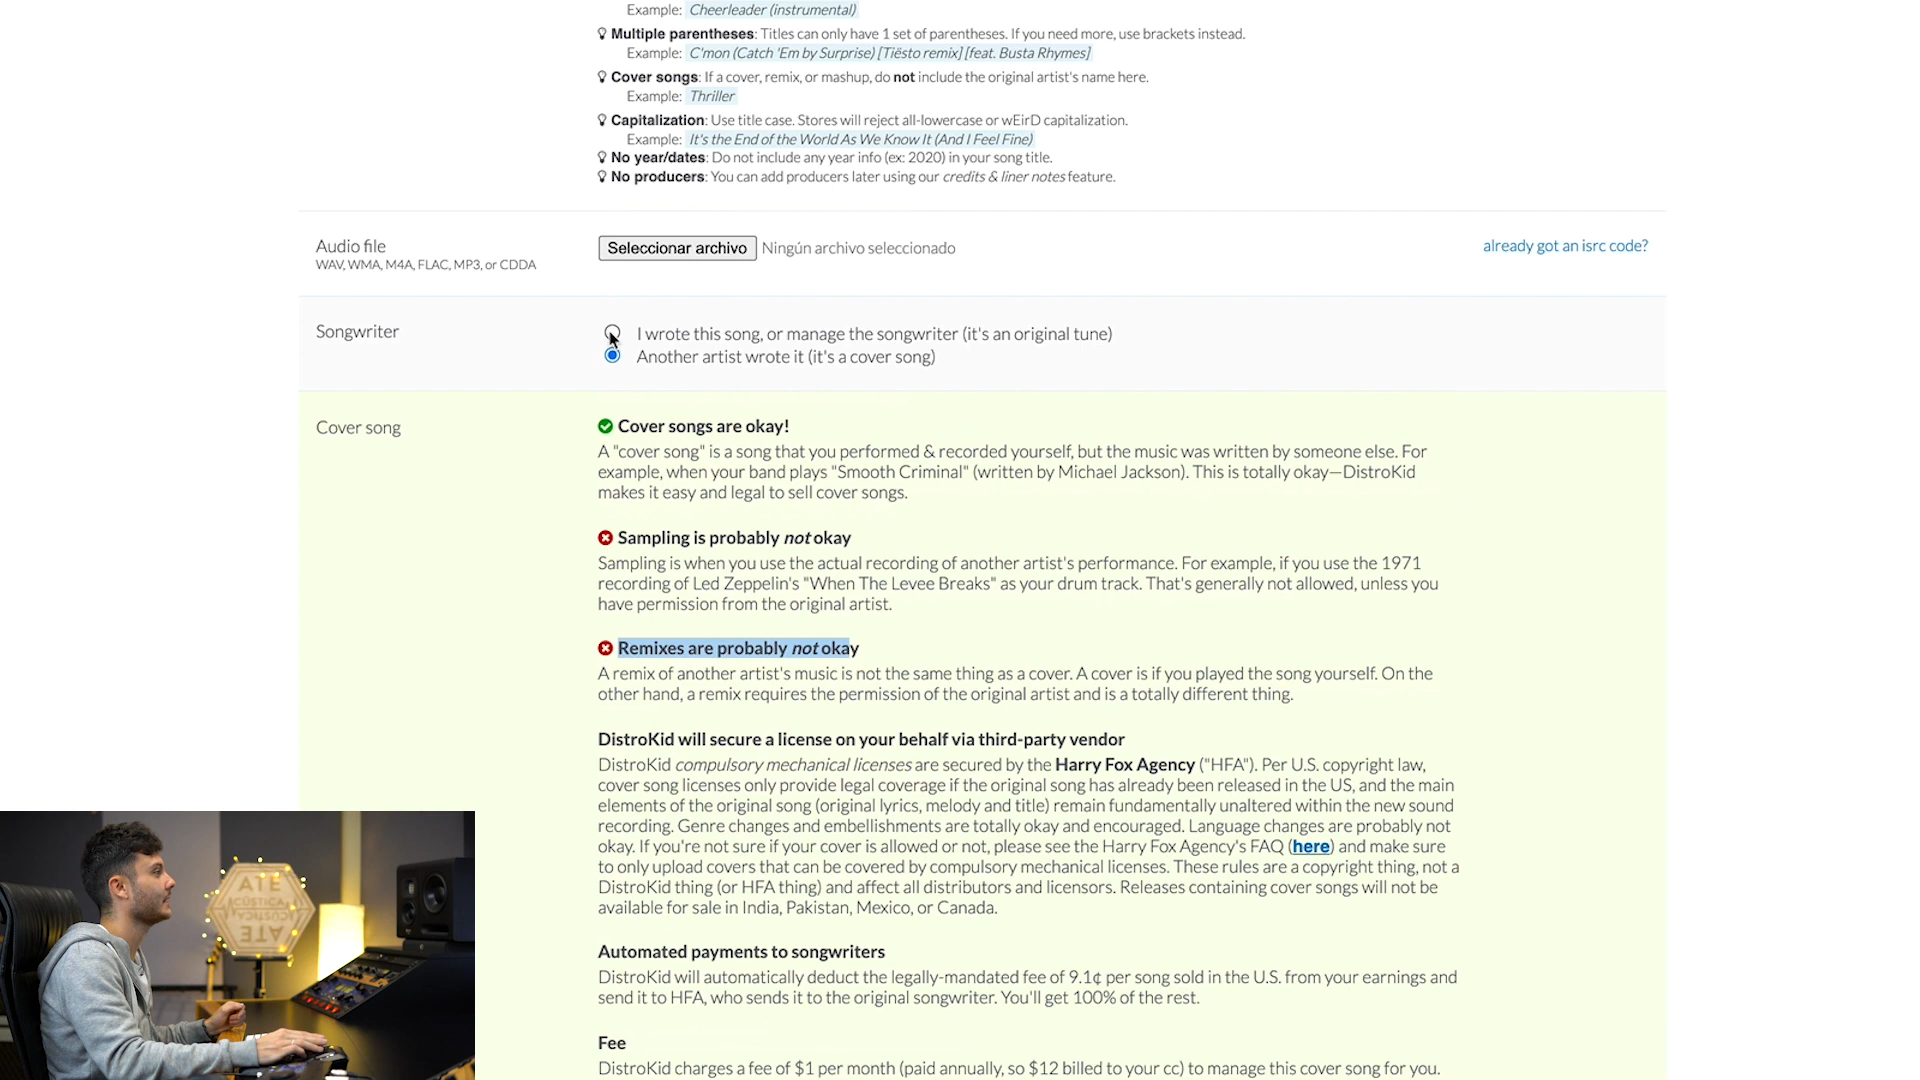 Example: Cheerleader (instrumental)
Multiple parentheses: Titles can only have 1 set of parentheses. If you need more, use brackets instead.
Example: C'mon (Catch 'Em by Surprise) [Tiësto remix] [feat. Busta Rhymes]
Cover songs: If a cover, remix, or mashup, do not include the original artist's name here.
Example: Thriller
Capitalization: Use title case. Stores will reject all-lowercase or wEirD capitalization.
Example: It's the End of the World As We Know It (And I Feel Fine)
No year/dates: Do not include any year info (ex: 2020) in your song title.
No producers: You can add producers later using our credits & liner notes feature.
Audio file
WAV, WMA, M4A, FLAC, MP3, or CDDA
Seleccionar archivo Ningún archivo seleccionado
already got an isrc code?
Songwriter
I wrote this song, or manage the songwriter (it's an original tune)
Another artist wrote it (it's a cover song)
Cover song
Cover songs are okay!
A "cover song" is a song that you performed & recorded yourself, but the music was written by someone else. For
example, when your band plays "Smooth Criminal" (written by Michael Jackson). This is totally okay—DistroKid
makes it easy and legal to sell cover songs.
Sampling is probably not okay
Sampling is when you use the actual recording of another artist's performance. For example, if you use the 1971
recording of Led Zeppelin's "When The Levee Breaks" as your drum track. That's generally not allowed, unless you
have permission from the original artist.
Remixes are probably not okay
A remix of another artist's music is not the same thing as a cover. A cover is if you played the song yourself. On the
other hand, a remix requires the permission of the original artist and is a totally different thing.
DistroKid will secure a license on your behalf via third-party vendor
DistroKid compulsory mechanical licenses are secured by the Harry Fox Agency ("HFA"). Per U.S. copyright law,
cover song licenses only provide legal coverage if the original song has already been released in the US, and the main
elements of the original song (original lyrics, melody and title) remain fundamentally unaltered within the new sound
recording. Genre changes and embellishments are totally okay and encouraged. Language changes are probably not
okay. If you're not sure if your cover is allowed or not, please see the Harry Fox Agency's FAQ (here) and make sure
to only upload covers that can be covered by compulsory mechanical licenses. These rules are a copyright thing, not a
DistroKid thing (or HFA thing) and affect all distributors and licensors. Releases containing cover songs will not be
available for sale in India, Pakistan, Mexico, or Canada.
Automated payments to songwriters
DistroKid will automatically deduct the legally-mandated fee of 9.1¢ per song sold in the U.S. from your earnings and
send it to HFA, who sends it to the original songwriter. You'll get 100% of the rest.
Fee
DistroKid charges a fee of $1 per month (paid annually, so $12 billed to your cc) to manage this cover song for you.
ATE
CÚSTICA